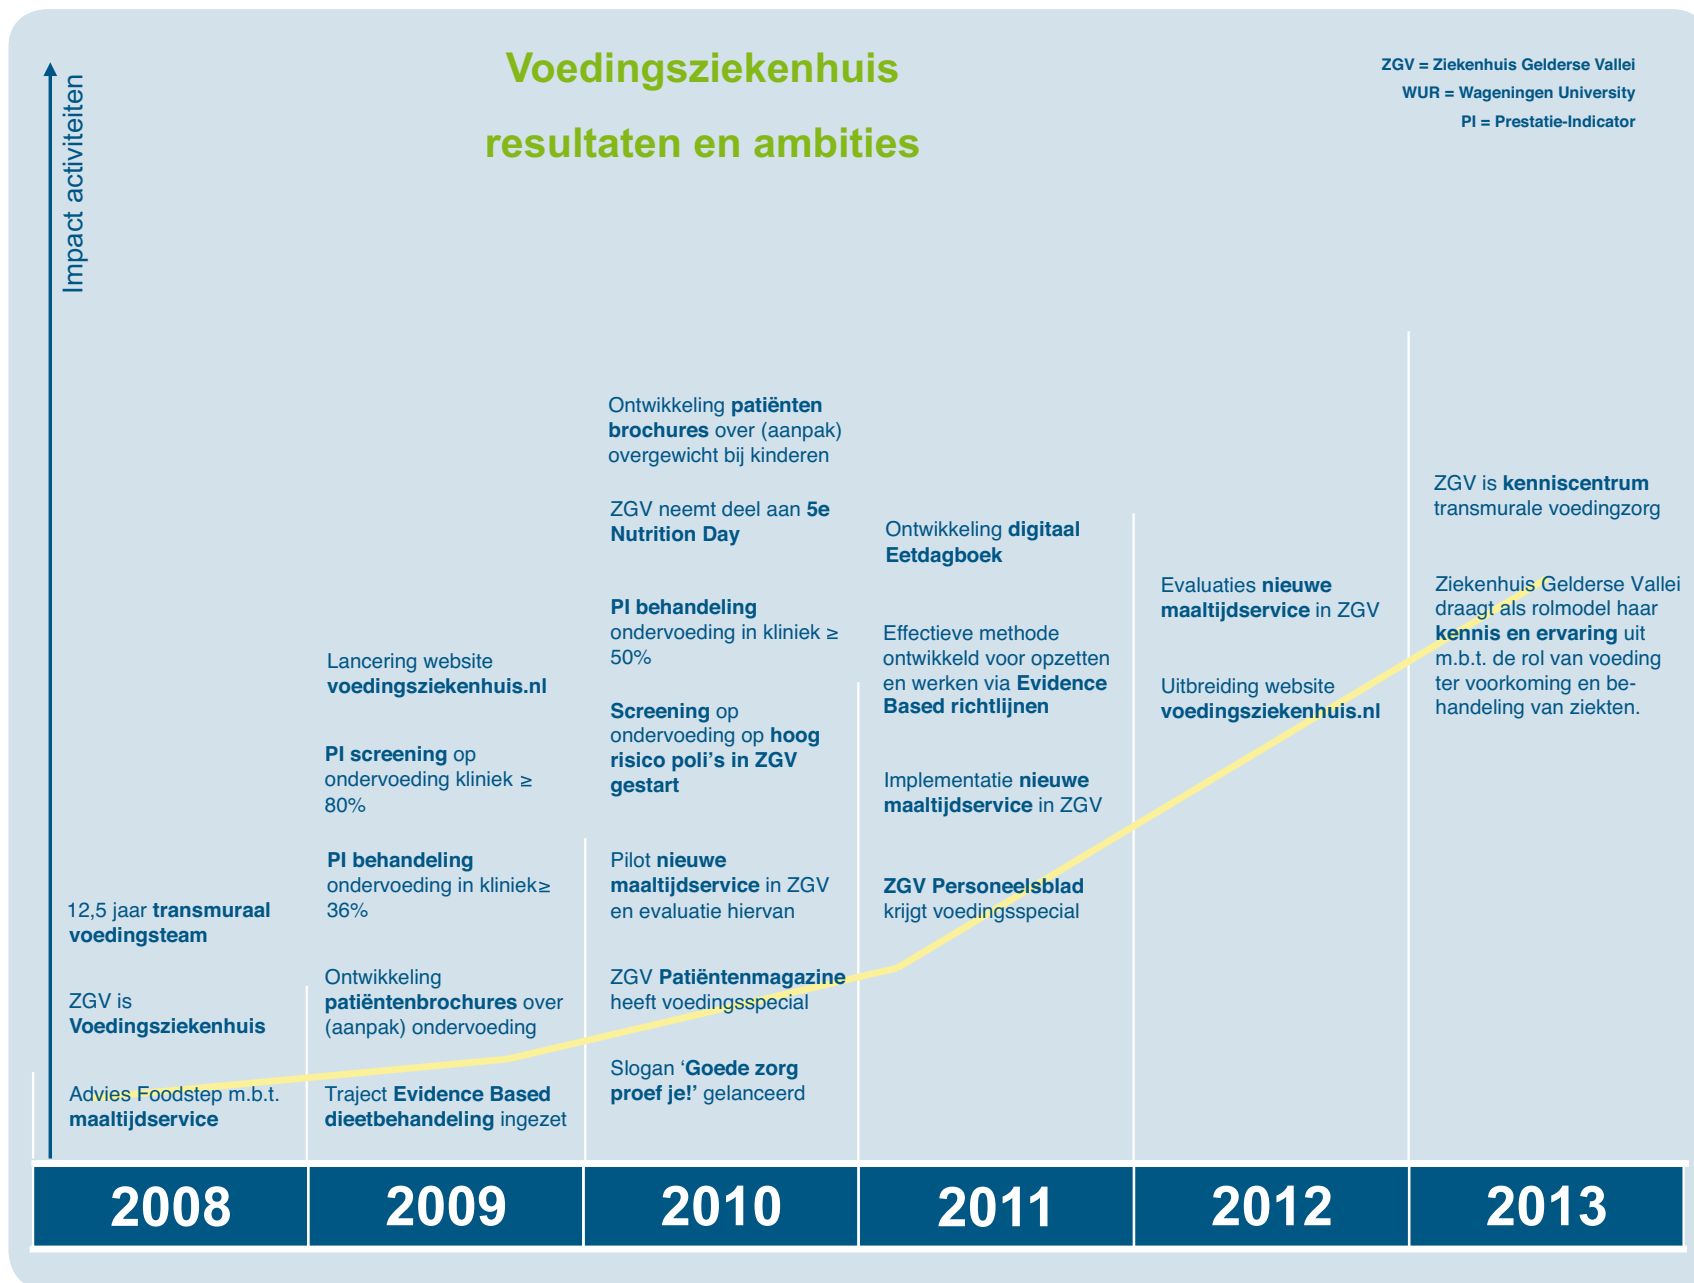 Voedingsziekenhuis
resultaten en ambities
ZGV = Ziekenhuis Gelderse Vallei
WUR = Wageningen University
PI = Prestatie-Indicator
Impact activiteiten
12,5 jaar transmuraal
voedingsteam
ZGV is
Voedingsziekenhuis
Advies Foodstep m.b.t.
maaltijdservice
Lancering website
voedingsziekenhuis.nl
PI screening op
ondervoeding kliniek ≥
80%
PI behandeling
ondervoeding in kliniek≥
36%
Ontwikkeling
patiëntenbrochures over
(aanpak) ondervoeding
Traject Evidence Based
dieetbehandeling ingezet
Ontwikkeling patiënten
brochures over (aanpak)
overgewicht bij kinderen
ZGV neemt deel aan 5e
Nutrition Day
PI behandeling
ondervoeding in kliniek ≥
50%
Screening op
ondervoeding op hoog
risico poli's in ZGV
gestart
Pilot nieuwe
maaltijdservice in ZGV
en evaluatie hiervan
ZGV Patiëntenmagazine
heeft voedingsspecial
Slogan ‘Goede zorg
proef je!’ gelanceerd
Ontwikkeling digitaal
Eetdagboek
Effectieve methode
ontwikkeld voor opzetten
en werken via Evidence
Based richtlijnen
Implementatie nieuwe
maaltijdservice in ZGV
ZGV Personeelsblad
krijgt voedingsspecial
Evaluaties nieuwe
maaltijdservice in ZGV
Uitbreiding website
voedingsziekenhuis.nl
ZGV is kenniscentrum
transmurale voedingzorg
Ziekenhuis Gelderse Vallei
draagt als rolmodel haar
kennis en ervaring uit
m.b.t. de rol van voeding
ter voorkoming en be-
handeling van ziekten.
2008
2009
2010
2011
2012
2013